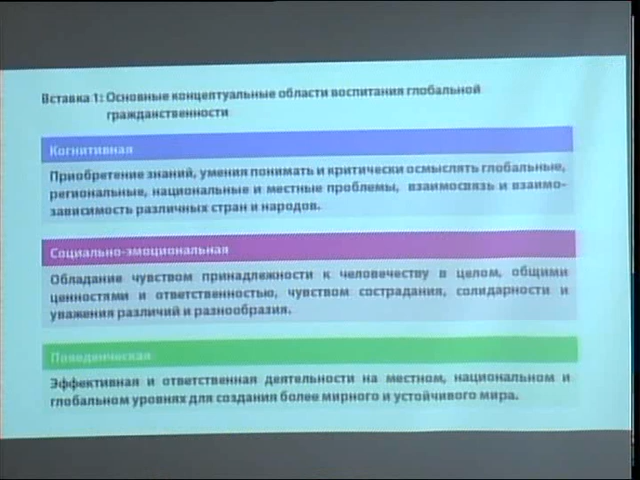 Вставка 1: Основные концептуальные области воспитания глобальной
гражданственности
Когнитивная
Приобретение знаний, умения понимать и критически осмыслять глобальные,
региональные, национальные и местные проблемы, взаимосвязь и взаимо-
зависимость различных стран и народов.
Социально-эмоциональная
Обладание чувством принадлежности к человечеству в целом, общими
ценностями и ответственностью, чувством сострадания, солидарности и
уважения различий и разнообразия.
Поведенческая
Эффективная и ответственная деятельности на местном, национальном и
глобальном уровнях для создания более мирного и устойчивого мира.